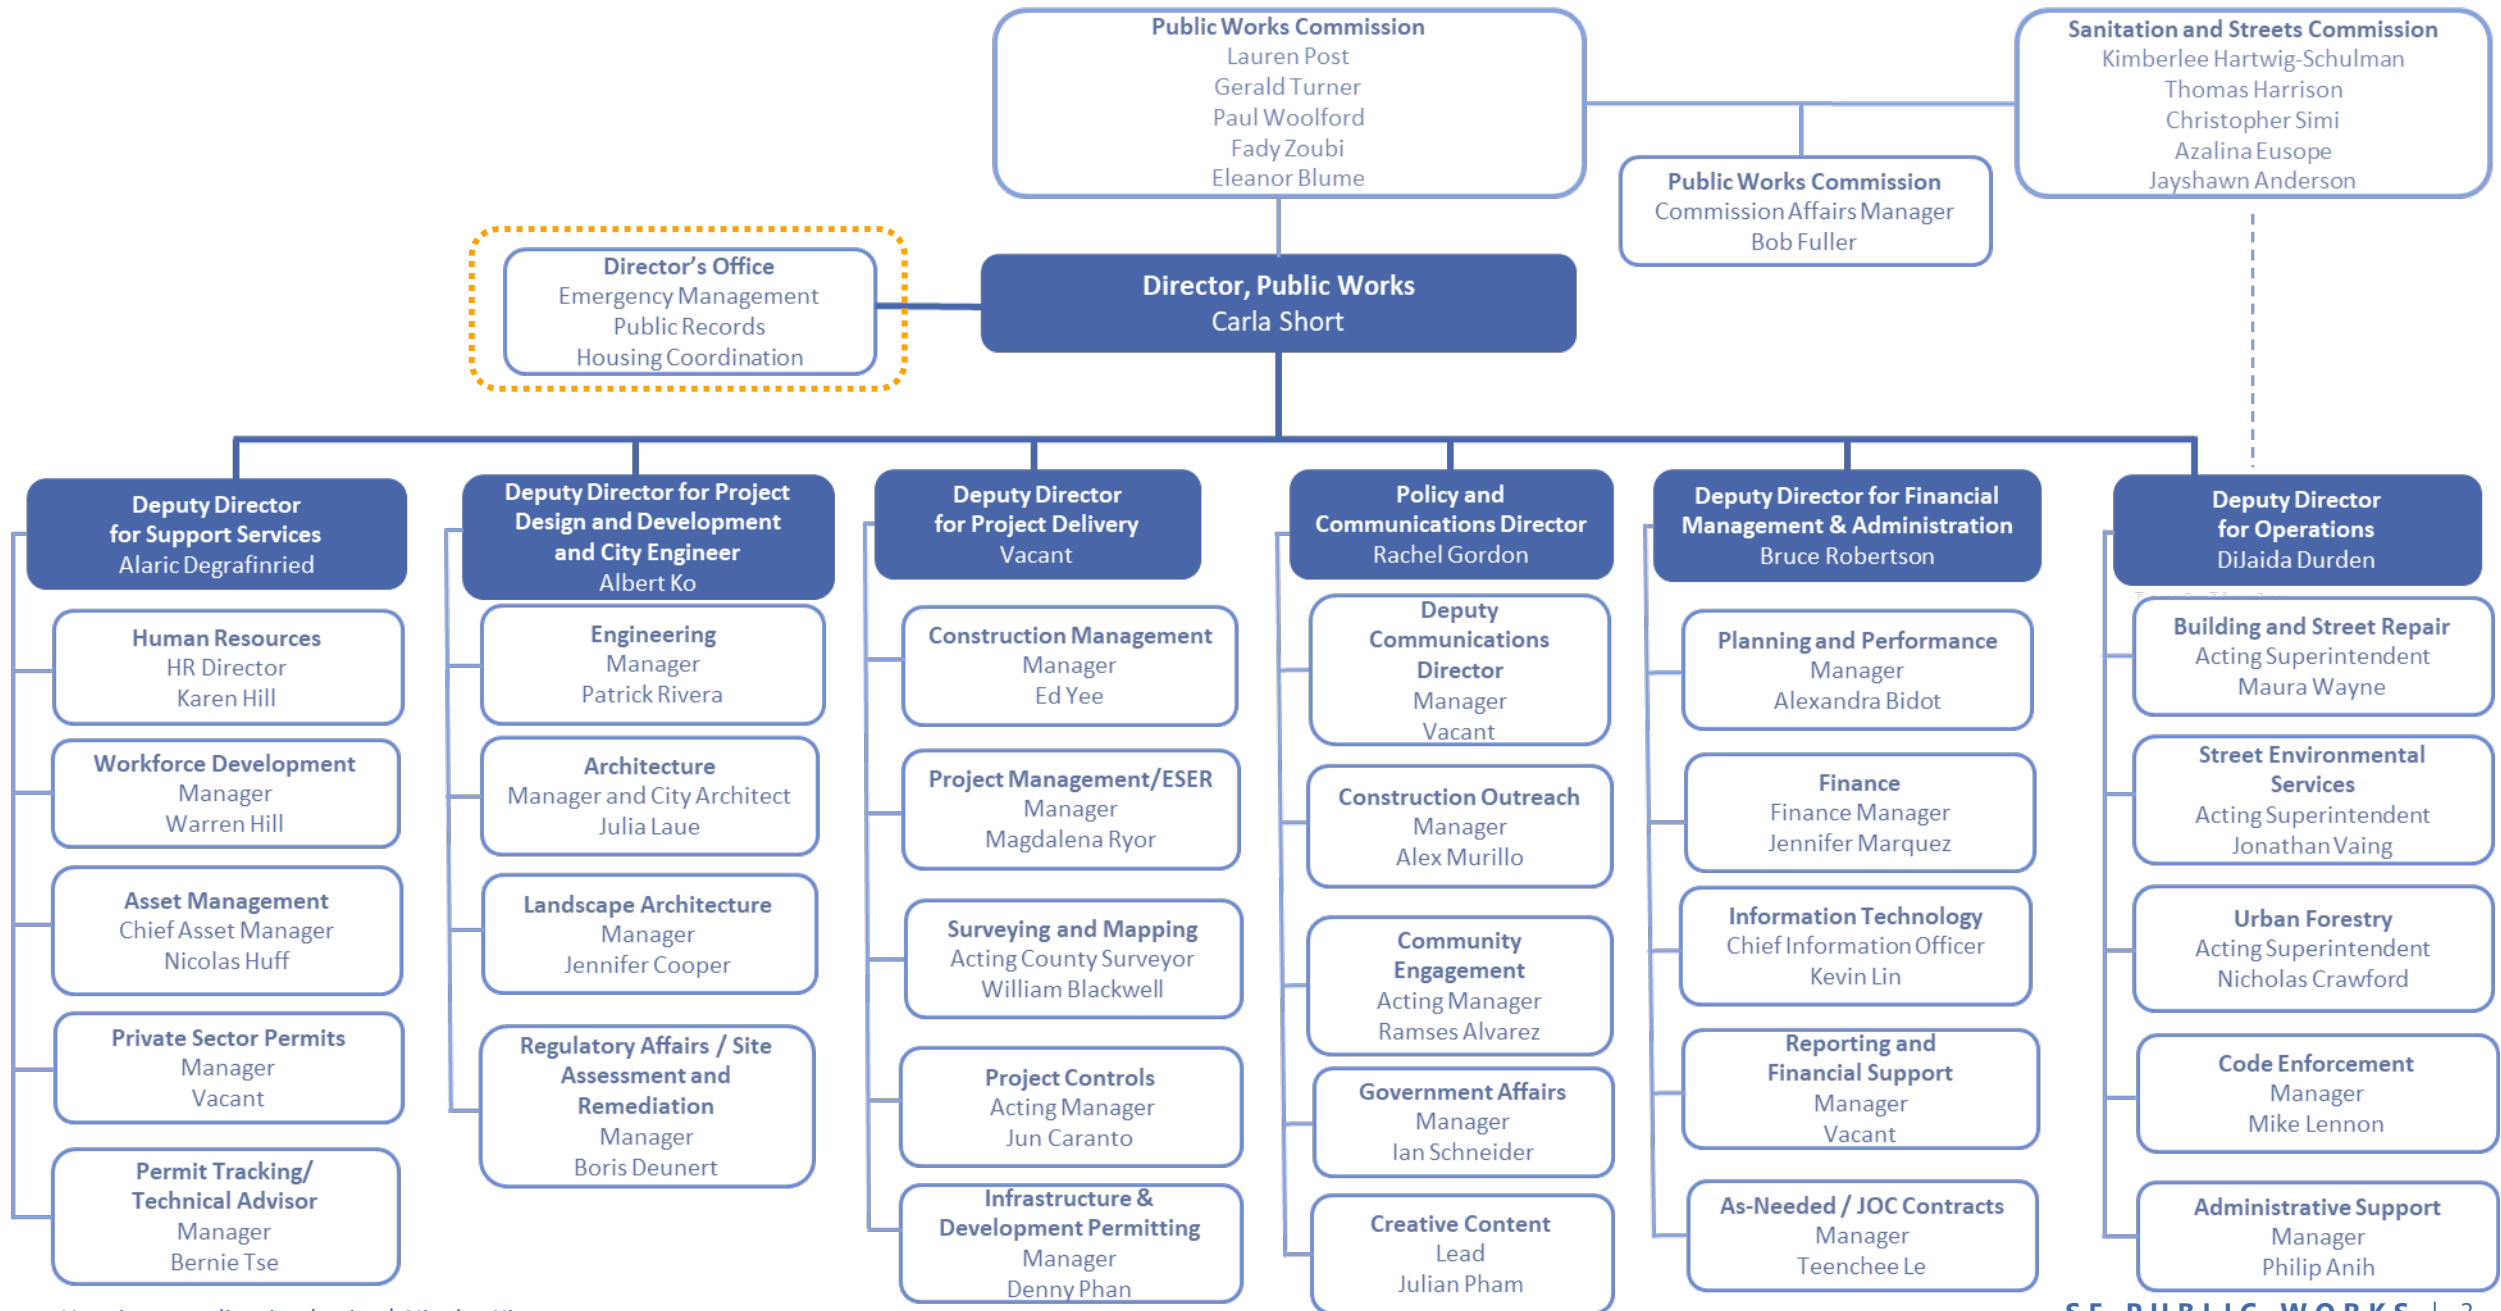 Public Works Commission
Lauren Post
Gerald Turner
Paul Woolford
Fady Zoubi
Eleanor Blume
Sanitation and Streets Commission
Kimberlee Hartwig-Schulman
Thomas Harrison
Christopher Simi
Azalina Eusope
Jayshawn Anderson
Public Works Commission
Commission Affairs Manager
Bob Fuller
Director's Office
Emergency Management
Public Records
Housing Coordination
Director, Public Works
Carla Short
Deputy Director
for Support Services
Alaric Degrafinried
Human Resources
HR Director
Karen Hill
Workforce Development
Manager
Warren Hill
Asset Management
Chief Asset Manager
Nicolas Huff
Private Sector Permits
Manager
Vacant
Permit Tracking/
Technical Advisor
Manager
Bernie Tse
Deputy Director for Project
Design and Development
and City Engineer
Albert Ko
Engineering
Manager
Patrick Rivera
Architecture
Manager and City Architect
Julia Laue
Landscape Architecture
Manager
Jennifer Cooper
Regulatory Affairs / Site
Assessment and
Remediation
Manager
Boris Deunert
Deputy Director
for Project Delivery
Vacant
Construction Management
Manager
Ed Yee
Project Management/ESER
Manager
Magdalena Ryor
Surveying and Mapping
Acting County Surveyor
William Blackwell
Project Controls
Acting Manager
Jun Caranto
Infrastructure &
Development Permitting
Manager
Denny Phan
Policy and
Communications Director
Rachel Gordon
Deputy
Communications
Director
Manager
Vacant
Construction Outreach
Manager
Alex Murillo
Community
Engagement
Acting Manager
Ramses Alvarez
Government Affairs
Manager
Ian Schneider
Creative Content
Lead
Julian Pham
Deputy Director for Financial
Management & Administration
Bruce Robertson
Planning and Performance
Manager
Alexandra Bidot
Finance
Finance Manager
Jennifer Marquez
Information Technology
Chief Information Officer
Kevin Lin
Reporting and
Financial Support
Manager
Vacant
As-Needed / JOC Contracts
Manager
Teenchee Le
Deputy Director
for Operations
DiJaida Durden
Building and Street Repair
Acting Superintendent
Maura Wayne
Street Environmental
Services
Acting Superintendent
Jonathan Vaing
Urban Forestry
Acting Superintendent
Nicholas Crawford
Code Enforcement
Manager
Mike Lennon
Administrative Support
Manager
Philip Anih
SF PUBLIC WORKS |